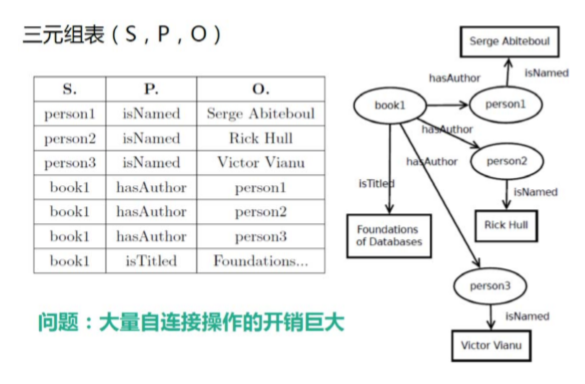 三元组表（S，P，O）
S. P. O.
person1 isNamed Serge Abiteboul
person2 isNamed Rick Hull
person3 isNamed Victor Vianu
book1 hasAuthor person1
book1 hasAuthor person2
book1 hasAuthor person3
book1 isTitled Foundations...
问题：大量自连接操作的开销巨大
Serge Abiteboul
hasAuthor
isNamed
book1
person1
hasAuthor
hasAuthor
person2
isTitled
isNamed
Foundations
of Databases
Rick Hull
person3
isNamed
Victor Vianu